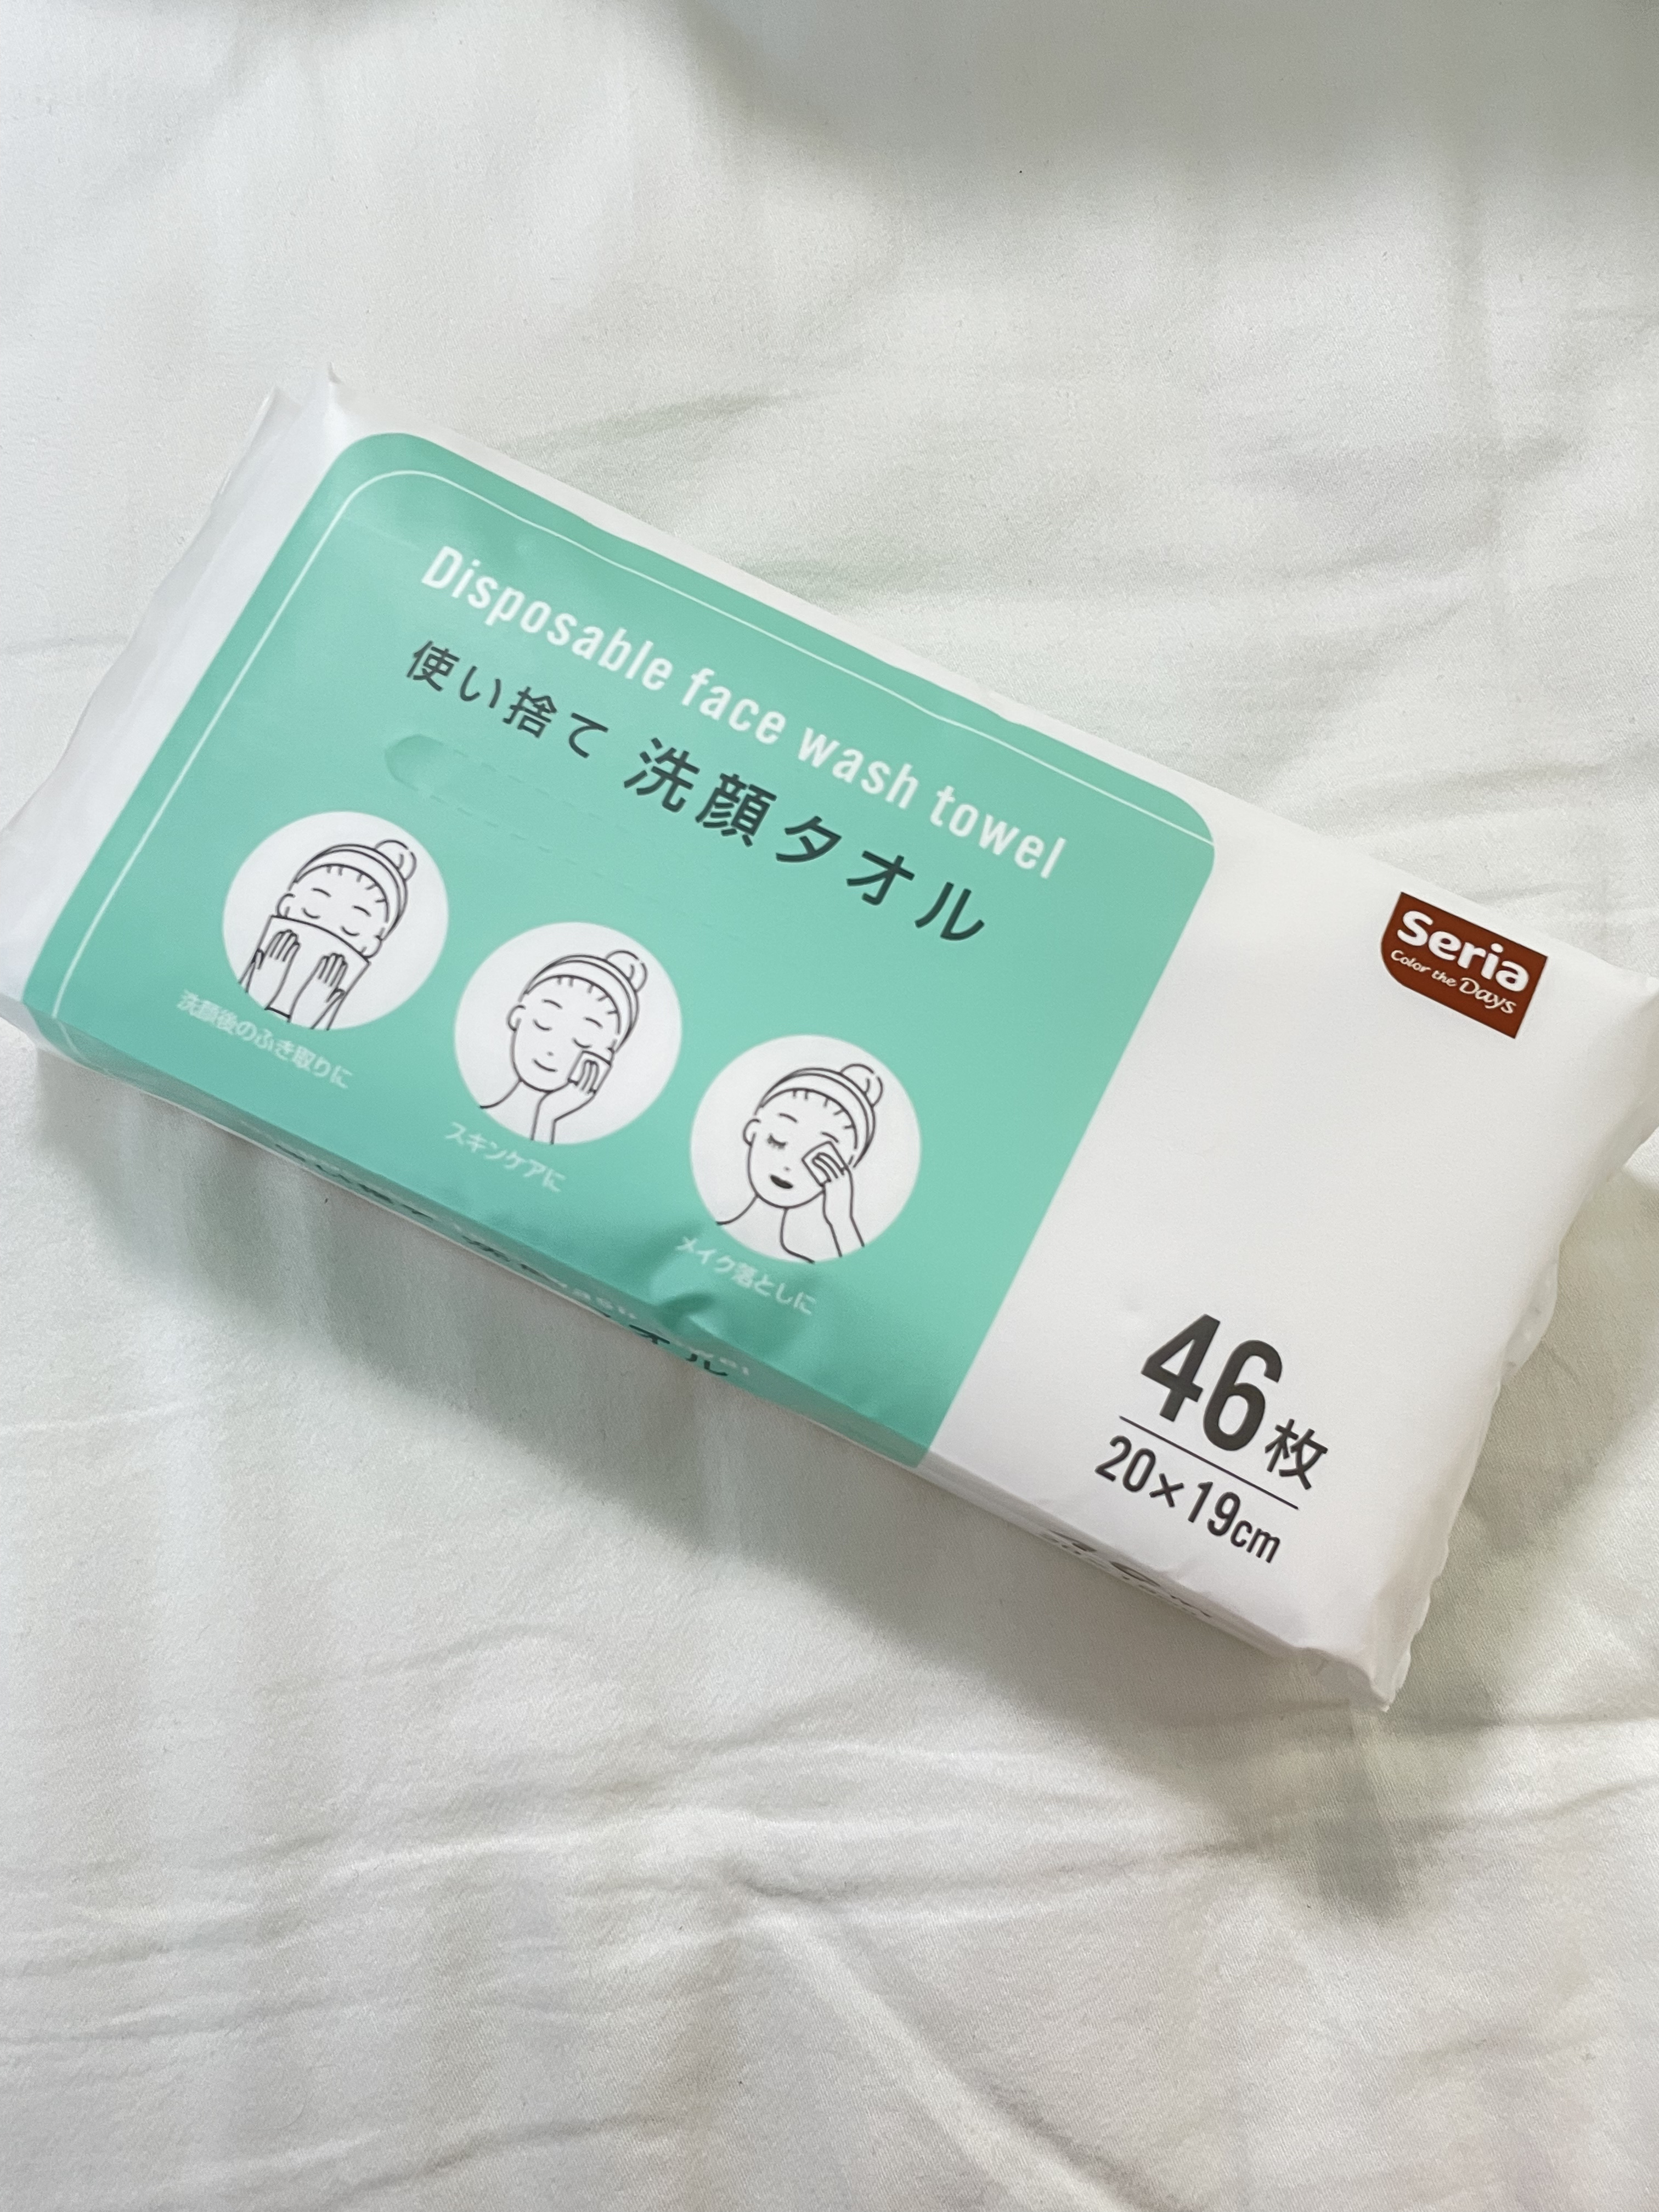 Disposable face wash towel
使い捨て 洗顔タオル
洗顔後のふき取りに
スキンケアに
メイク落としに
Seria
Color the Days
46枚
20×19cm